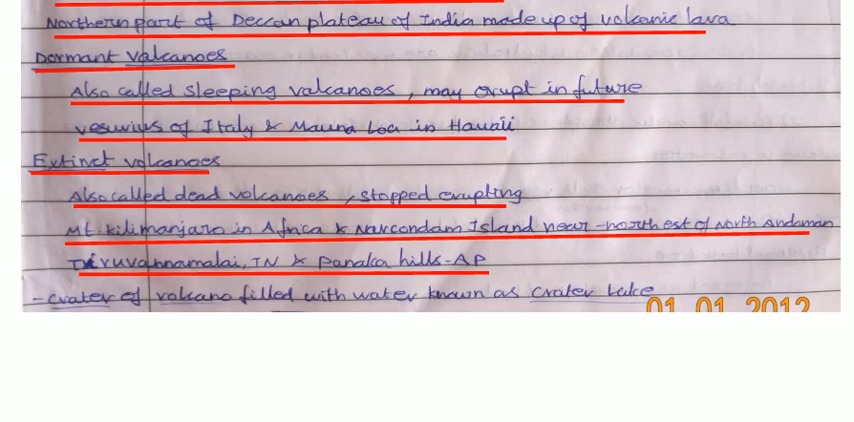 Northern part of Deccan plateau of India made up of volcanic lava
Dormant Valcanoes
Also called sleeping valcanoes, may erupt in future
vesuvius of Italy & Mauna Loa in Hawaii
Extinct volcanoes
Also called dead volcanoes, stopped erupting
Mt. Kilimanjaro in Africa & Narcondam Island near -north est of North Andaman
Tiruvannamalai, TN & Panaka hills-AP
-crater of volcano filled with water known as crater Lake
01 01 2012